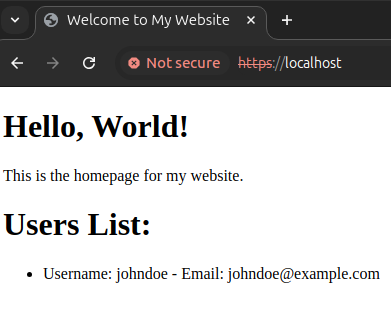 Welcome to My Website
Not secure https://localhost
Hello, World!
This is the homepage for my website.
Users List:
Username: johndoe - Email: johndoe@example.com